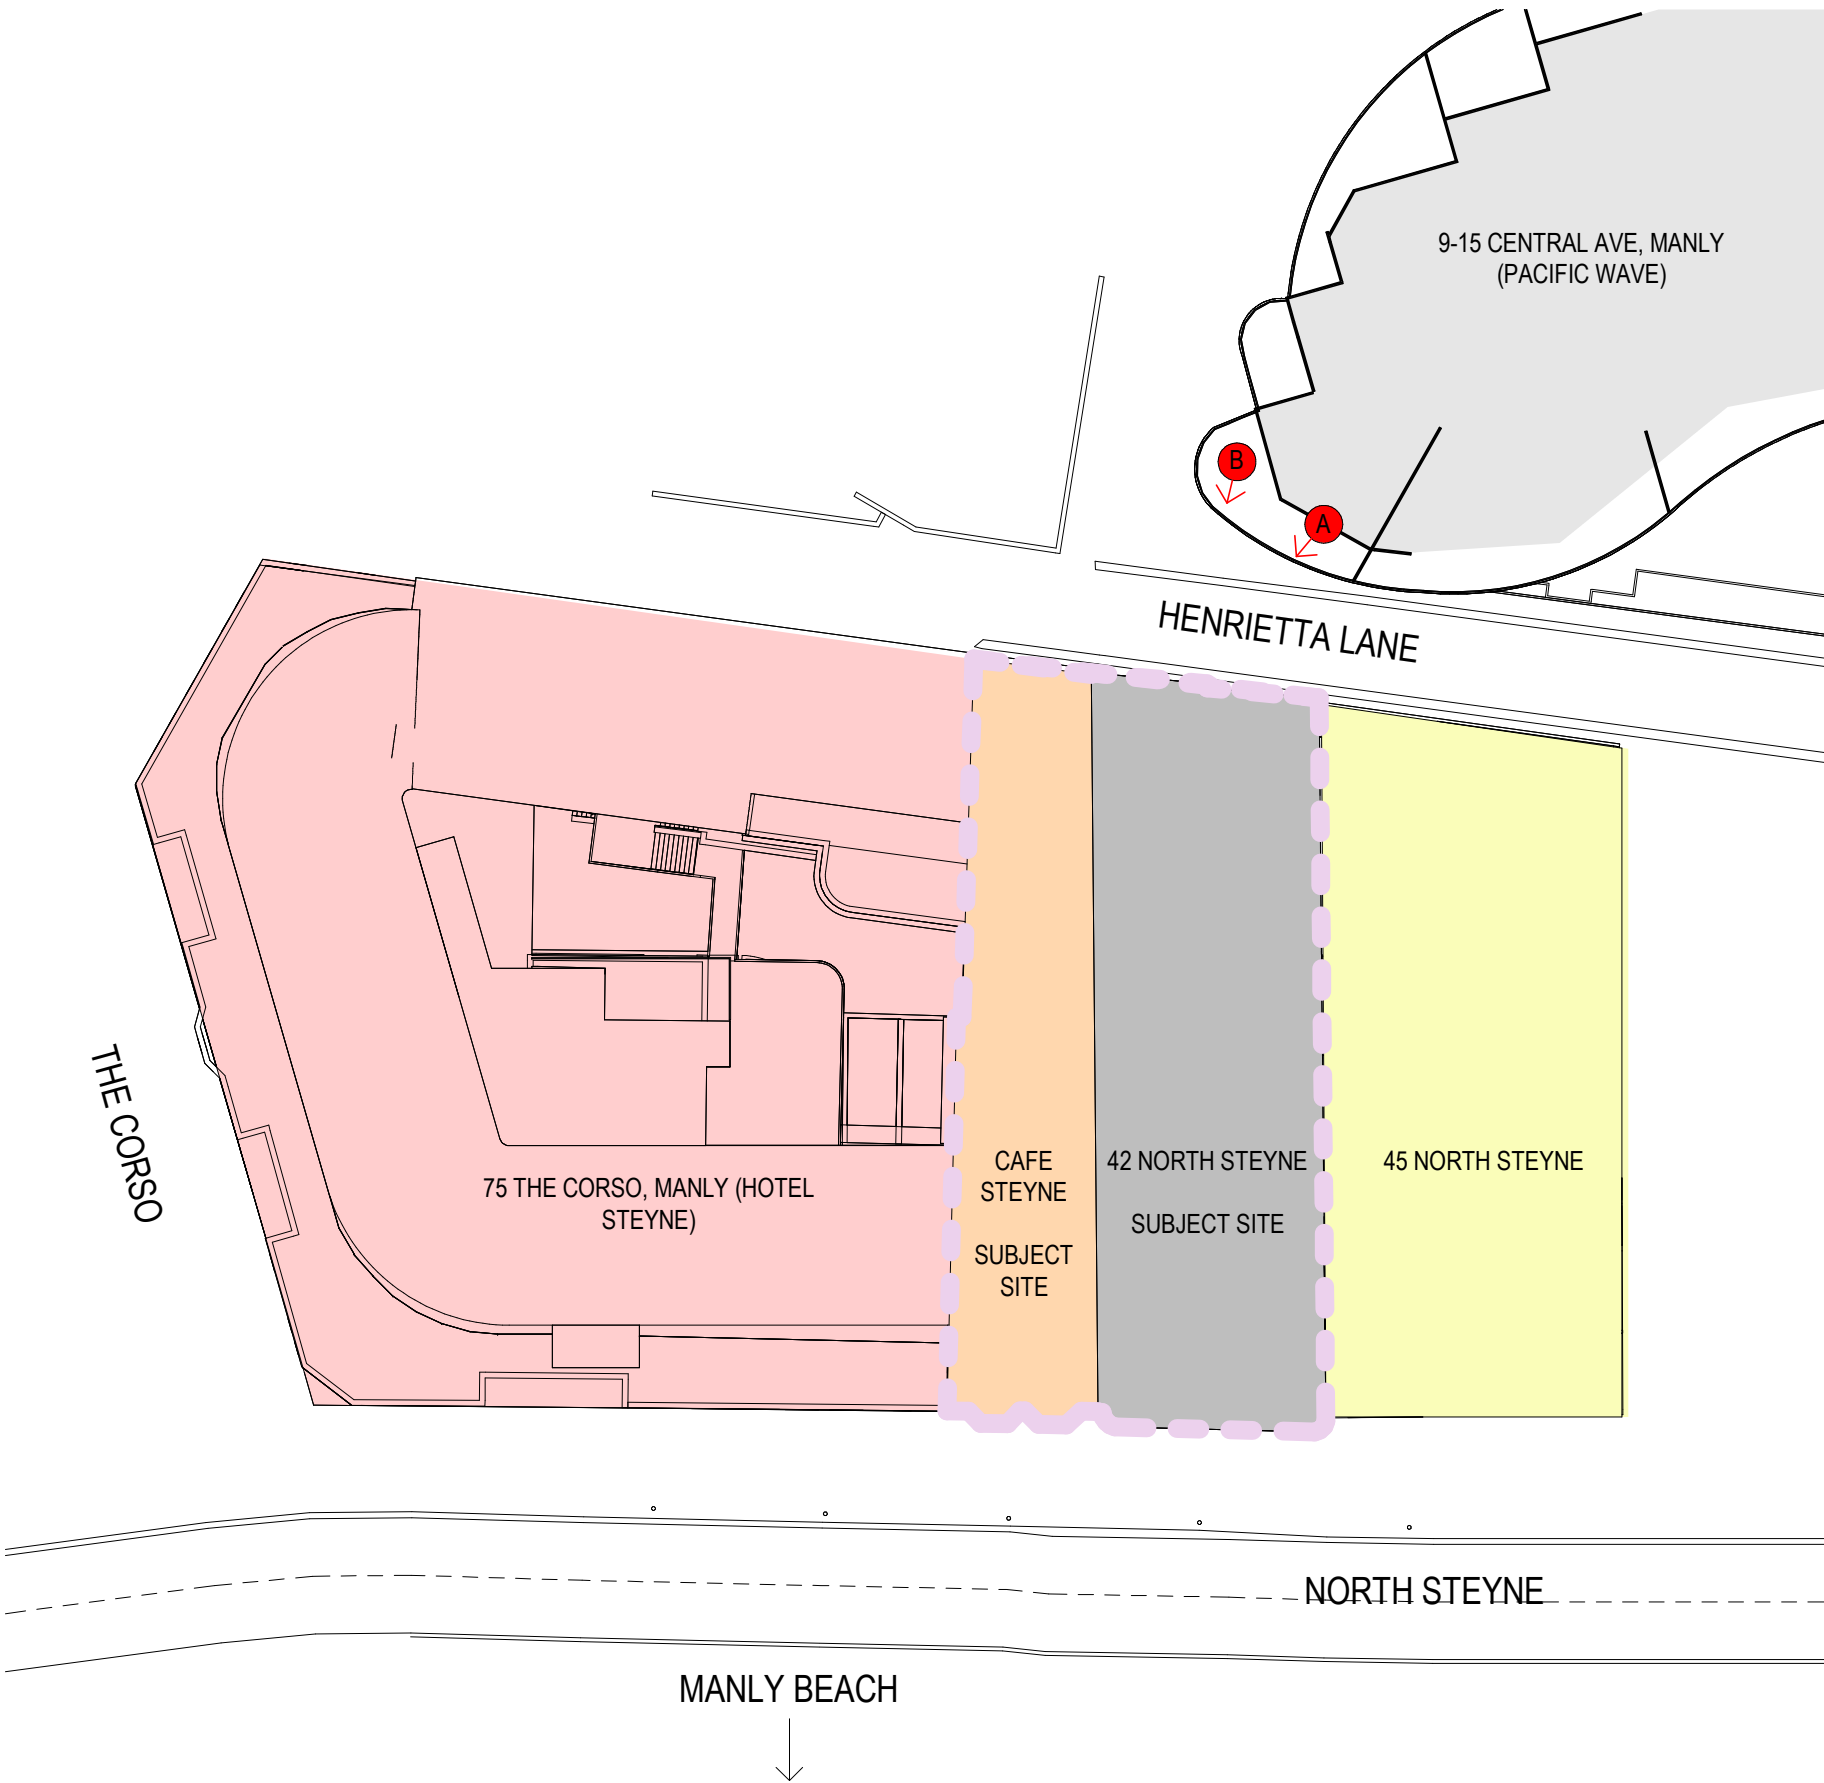 9-15 CENTRAL AVE, MANLY
(PACIFIC WAVE)
B
A
HENRIETTA LANE
THE CORSO
75 THE CORSO, MANLY (HOTEL
STEYNE)
CAFE
STEYNE
SUBJECT
SITE
42 NORTH STEYNE
SUBJECT SITE
45 NORTH STEYNE
NORTH STEYNE
MANLY BEACH